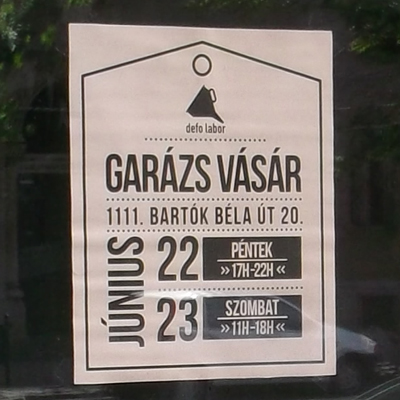 defo labor
GARÁZS VÁSÁR
1111. BARTÓK BÉLA ÚT 20.
JÚNIUS
22 PÉNTEK
»17H-22H«
23 SZOMBAT
»11H-18H«